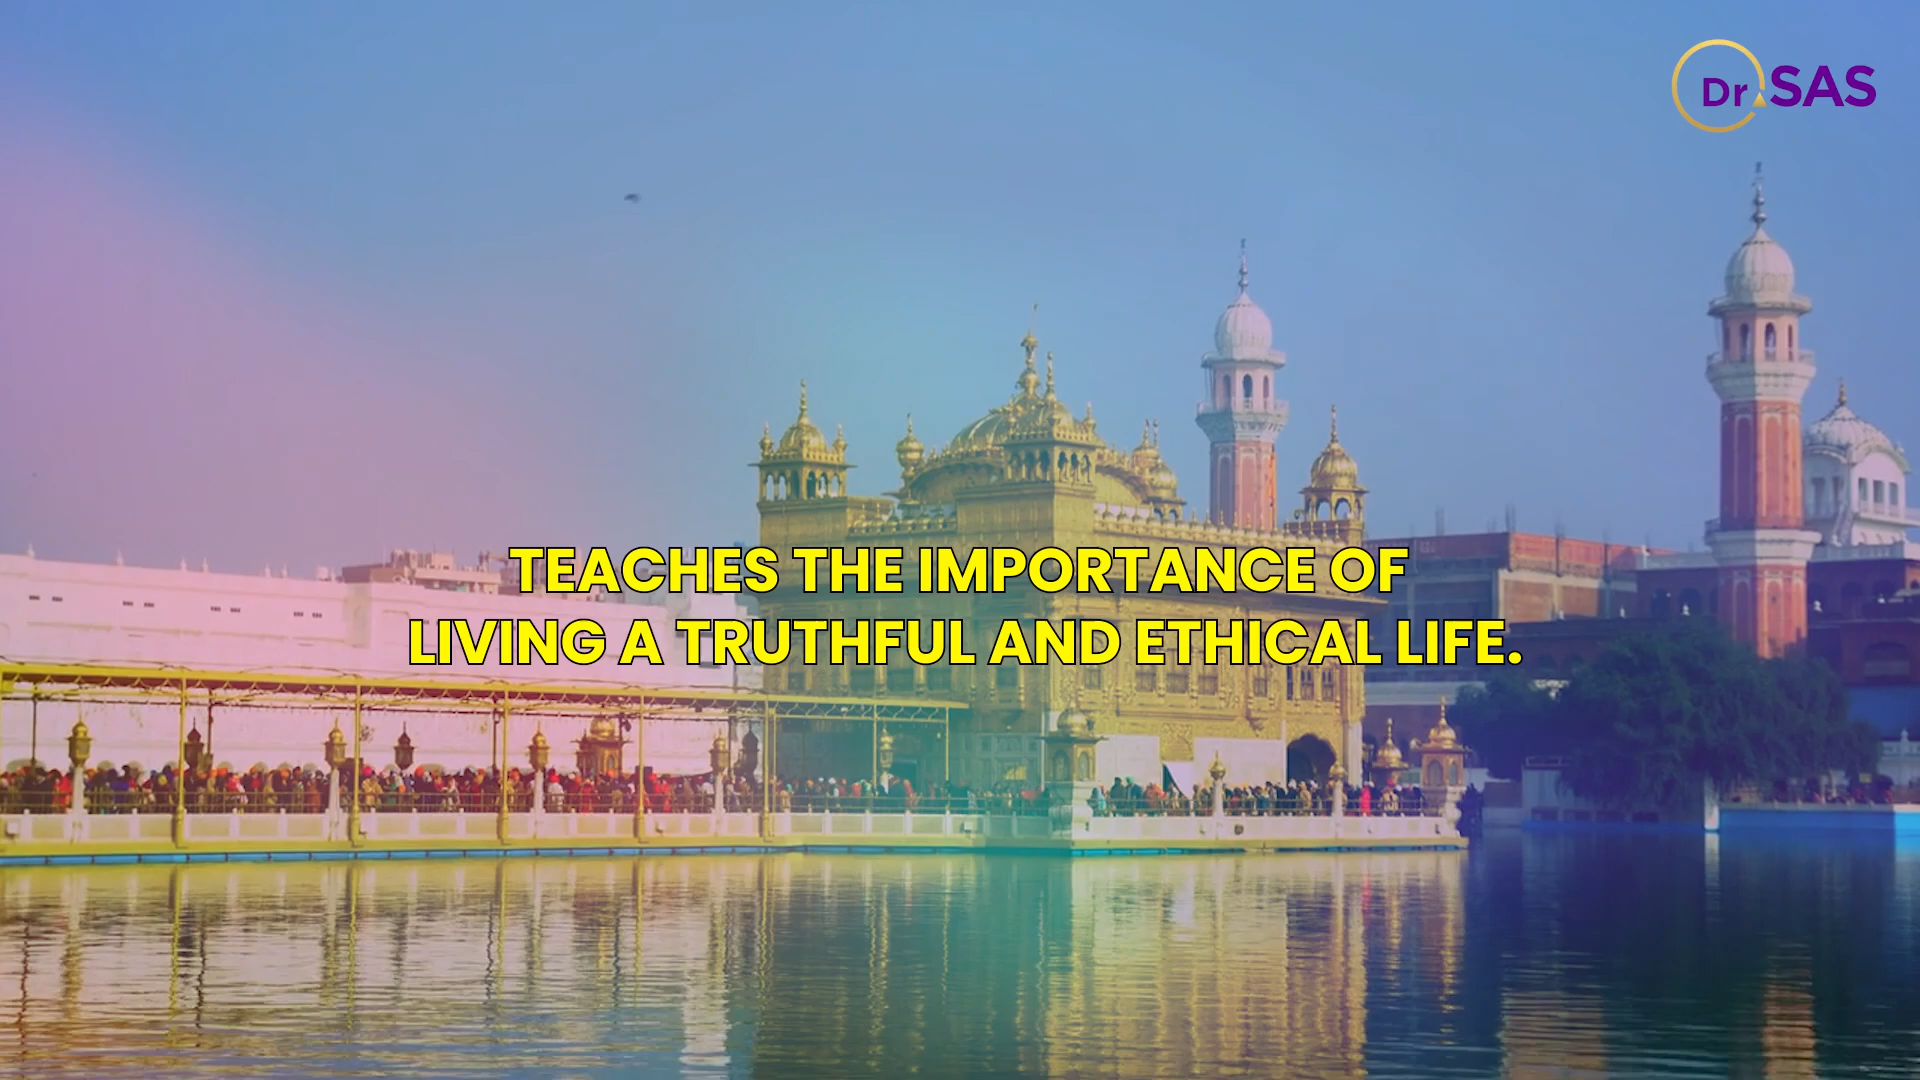 Dr.SAS
TEACHES THE IMPORTANCE OF
LIVING A TRUTHFUL AND ETHICAL LIFE.